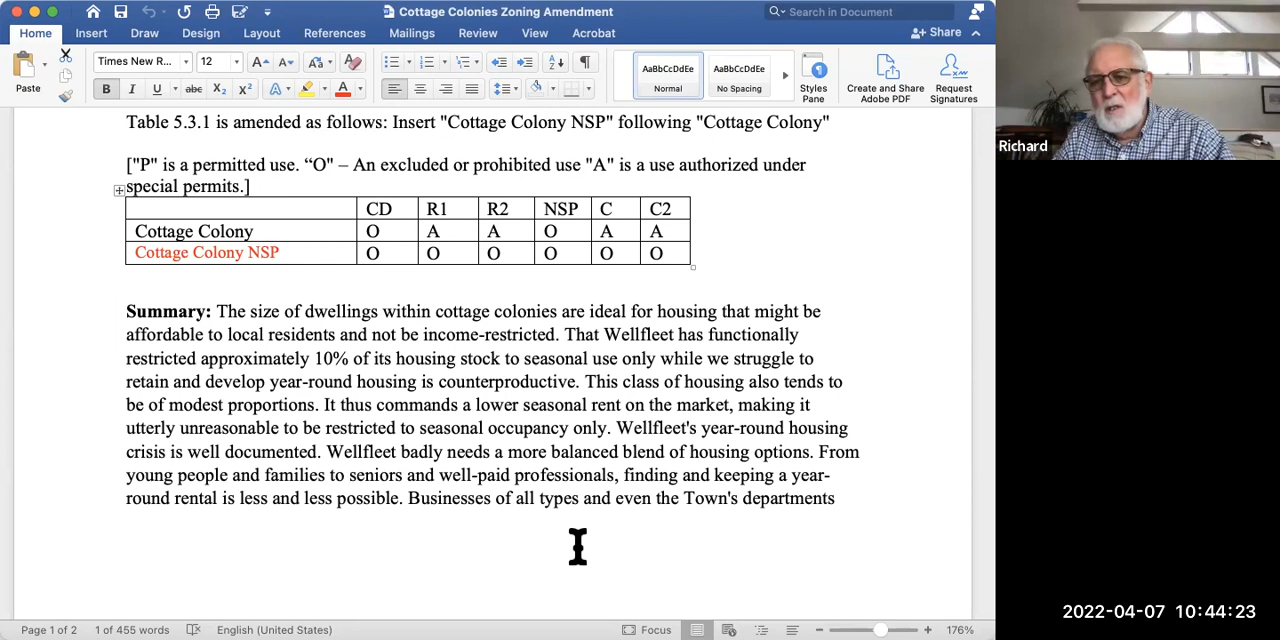 Cottage Colonies Zoning Amendment
Search in Document
Home Insert Draw Design Layout References Mailings Review View Acrobat Share
Times New R... 12
Paste
AaBbCcDdEe AaBbCcDdEe
Normal No Spacing
Styles Pane
Create and Share Adobe PDF
Request Signatures
Richard
Table 5.3.1 is amended as follows: Insert "Cottage Colony NSP" following "Cottage Colony"
["P" is a permitted use. “O" – An excluded or prohibited use "A" is a use authorized under
special permits.]
CD R1 R2 NSP C C2
Cottage Colony O A A O A A
Cottage Colony NSP O O O O O O
Summary: The size of dwellings within cottage colonies are ideal for housing that might be
affordable to local residents and not be income-restricted. That Wellfleet has functionally
restricted approximately 10% of its housing stock to seasonal use only while we struggle to
retain and develop year-round housing is counterproductive. This class of housing also tends to
be of modest proportions. It thus commands a lower seasonal rent on the market, making it
utterly unreasonable to be restricted to seasonal occupancy only. Wellfleet's year-round housing
crisis is well documented. Wellfleet badly needs a more balanced blend of housing options. From
young people and families to seniors and well-paid professionals, finding and keeping a year-
round rental is less and less possible. Businesses of all types and even the Town's departments
2022-04-07 10:44:23
Page 1 of 2 1 of 455 words English (United States) Focus 176%